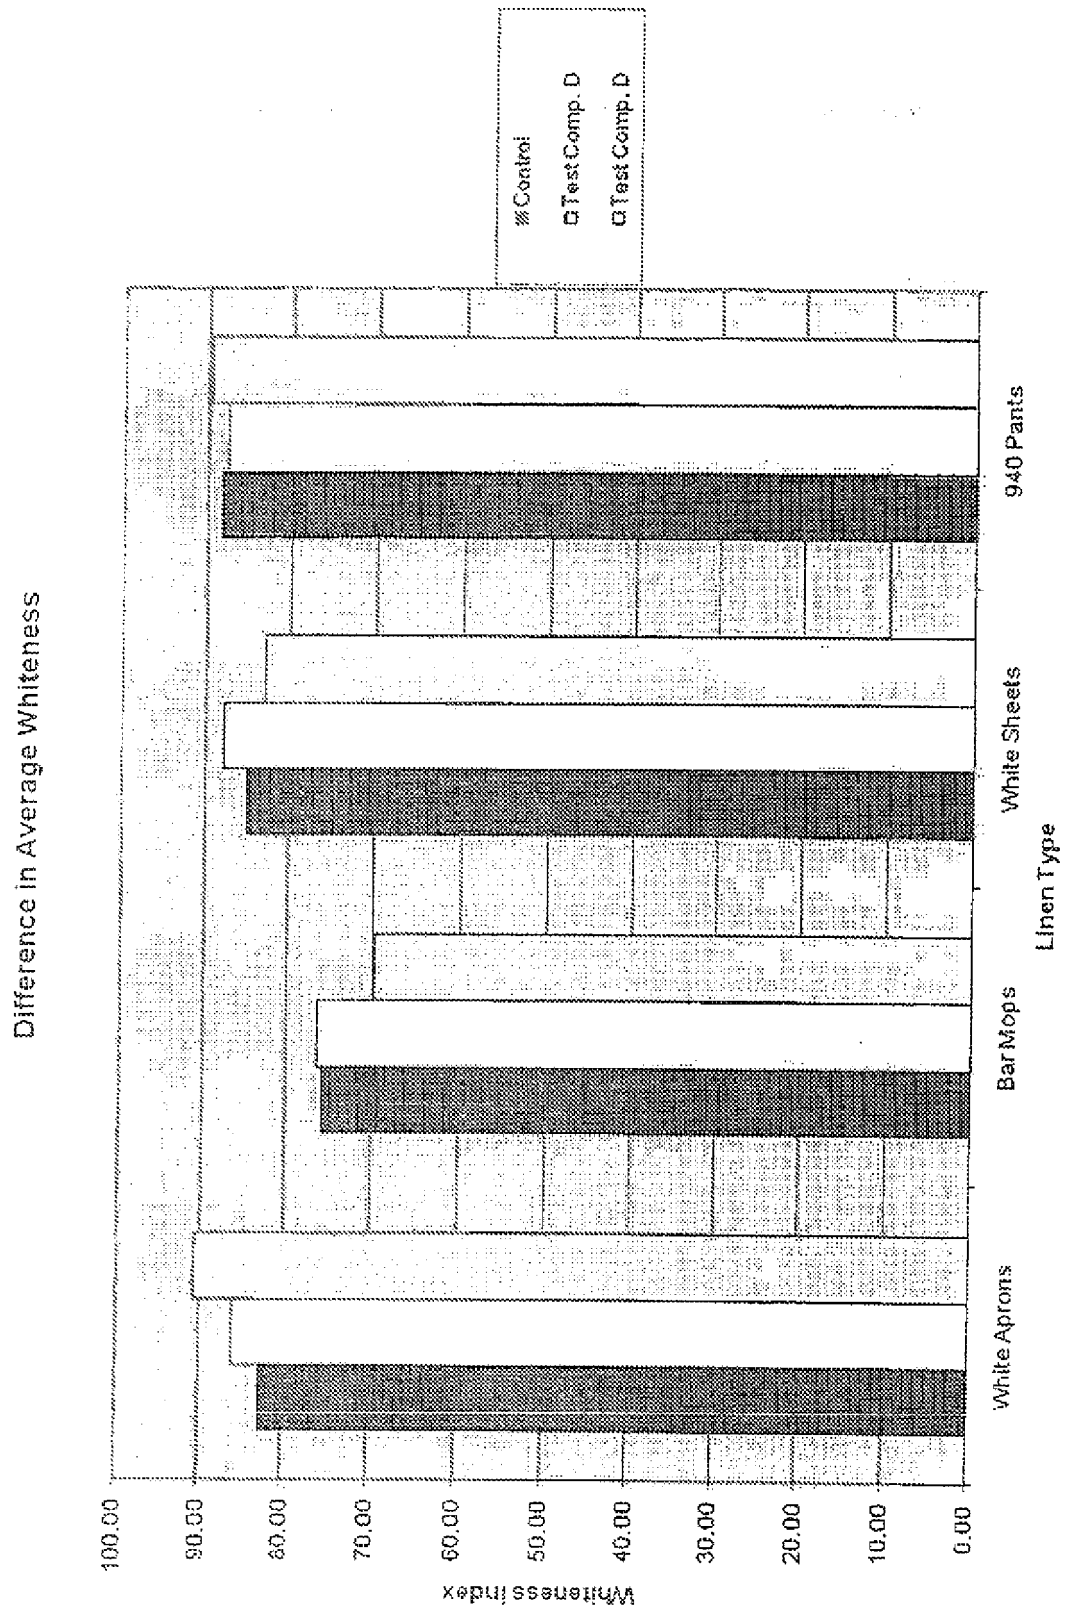 Difference in Average Whiteness
Whiteness index
100.00
90.00
80.00
70.00
60.00
50.00
40.00
30.00
20.00
10.00
0.00
White Aprons
Bar Mops
White Sheets
940 Pants
Linen Type
Control
Test Comp. D
Test Comp. D